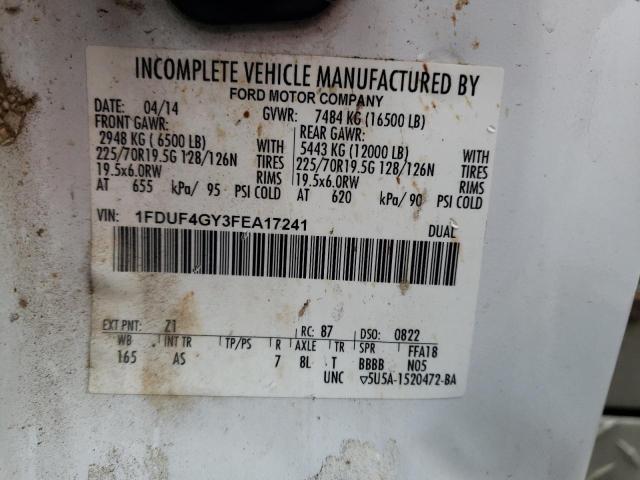 INCOMPLETE VEHICLE MANUFACTURED BY
FORD MOTOR COMPANY
DATE: 04/14 GVWR: 7484 KG (16500 LB)
FRONT GAWR: REAR GAWR:
2948 KG ( 6500 LB) WITH 5443 KG (12000 LB) WITH
225/70R19.5G 128/126N TIRES 225/70R19.5G 128/126N TIRES
19.5x6.0RW RIMS 19.5x6.0RW RIMS
AT 655 kPa/ 95 PSI COLD AT 620 kPa/ 90 PSI COLD
VIN: 1FDUF4GY3FEA17241 DUAL
EXT PNT: Z1 RC: 87 DSO: 0822
WB INT TR TP/PS R AXLE TR SPR FFA18
165 AS 7 8L T BBBB N05
UNC ▽5U5A-1520472-BA